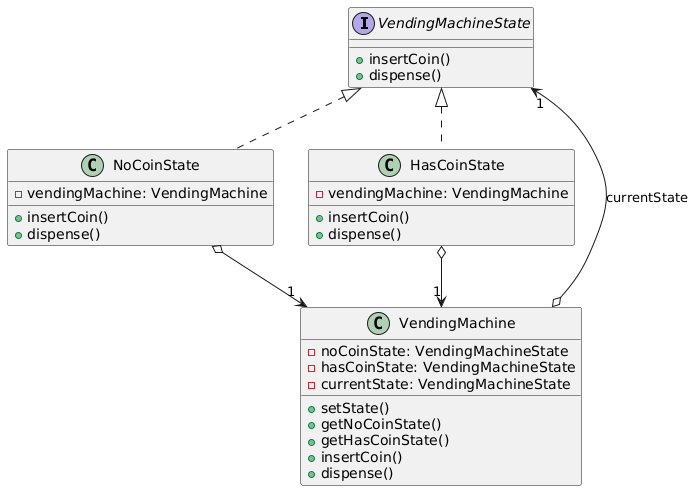 I VendingMachineState
insertCoin()
dispense()
1
C NoCoinState
vendingMachine: VendingMachine
insertCoin()
dispense()
C HasCoinState
vendingMachine: VendingMachine
insertCoin()
dispense()
currentState
1
1
C VendingMachine
noCoinState: VendingMachineState
hasCoinState: VendingMachineState
currentState: VendingMachineState
setState()
getNoCoinState()
getHasCoinState()
insertCoin()
dispense()